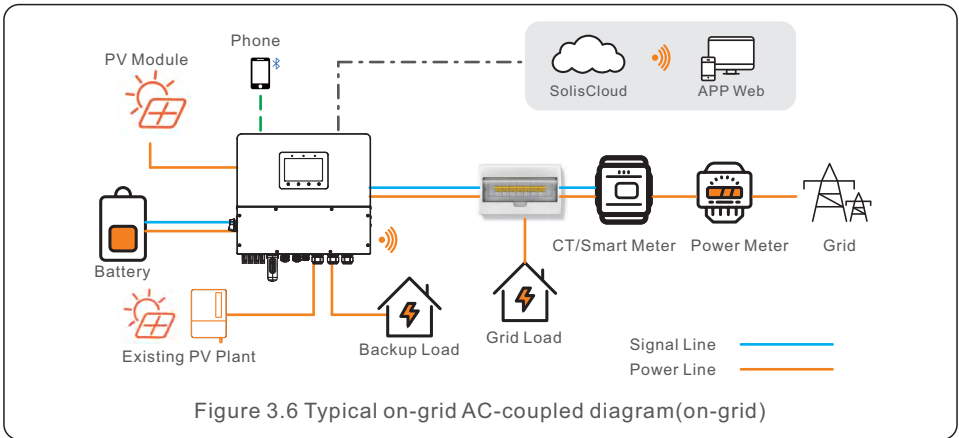 Phone
PV Module
SolisCloud
APP Web
CT/Smart Meter
Power Meter
Grid
Battery
Existing PV Plant
Backup Load
Grid Load
Signal Line
Power Line
Figure 3.6 Typical on-grid AC-coupled diagram(on-grid)